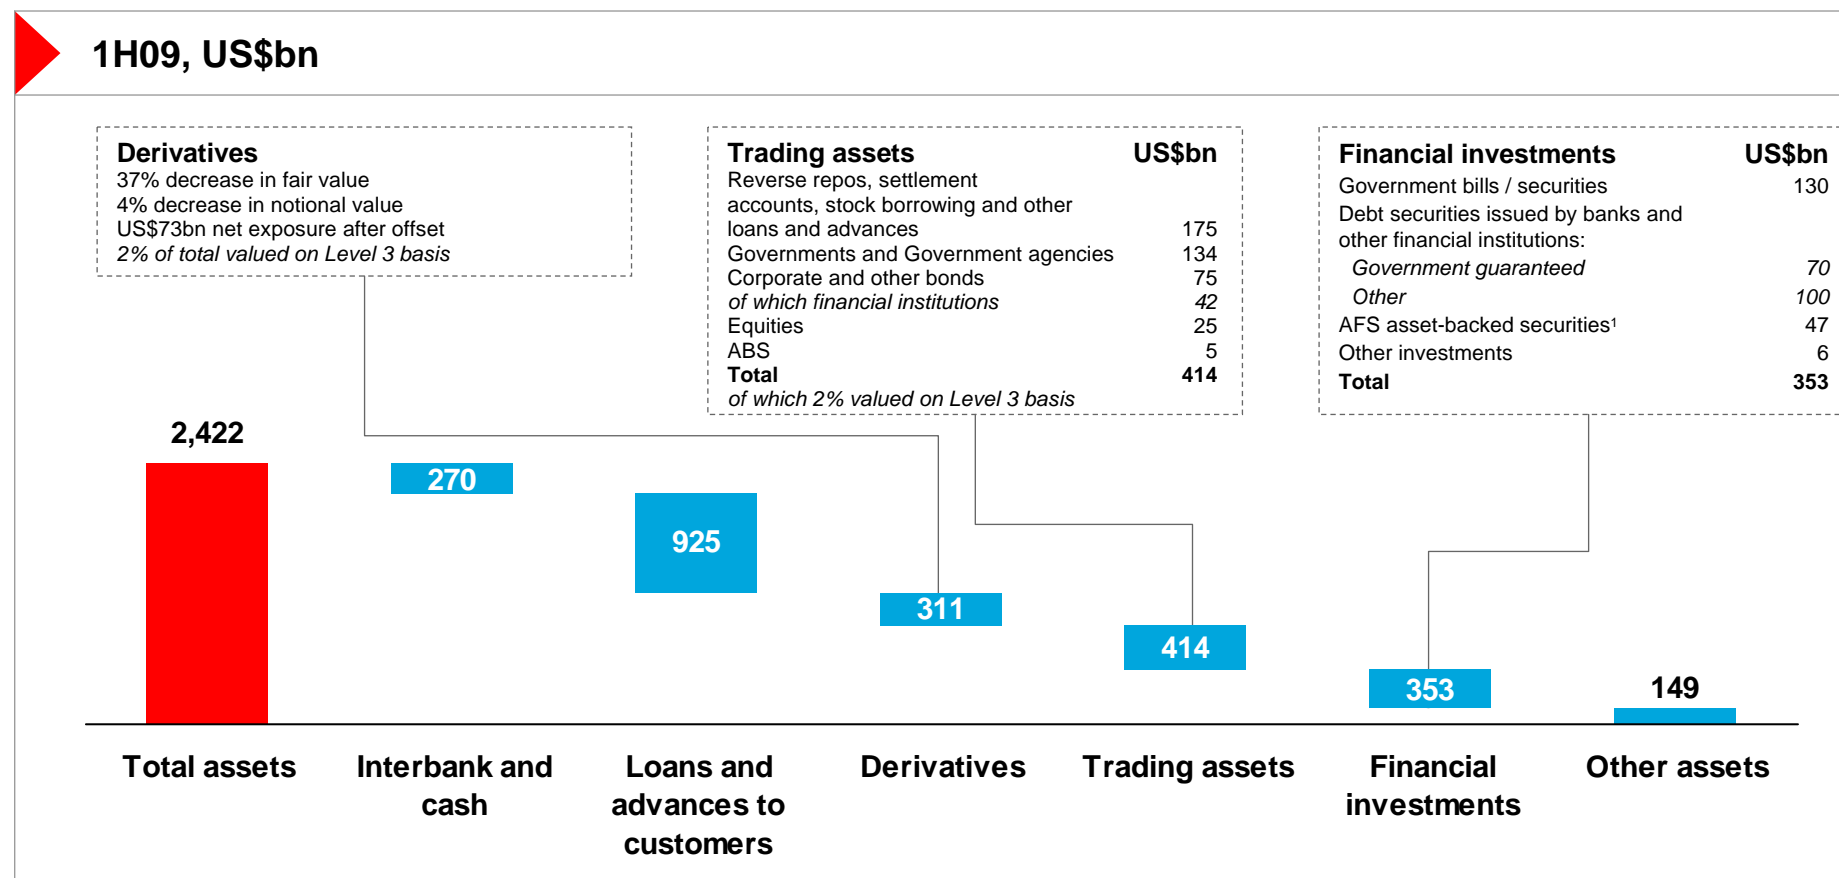 1H09, US$bn
Derivatives
37% decrease in fair value
4% decrease in notional value
US$73bn net exposure after offset
2% of total valued on Level 3 basis
Trading assets US$bn
Reverse repos, settlement
accounts, stock borrowing and other
loans and advances 175
Governments and Government agencies 134
Corporate and other bonds 75
of which financial institutions 42
Equities 25
ABS 5
Total 414
of which 2% valued on Level 3 basis
Financial investments US$bn
Government bills / securities 130
Debt securities issued by banks and
other financial institutions:
Government guaranteed 70
Other 100
AFS asset-backed securities¹ 47
Other investments 6
Total 353
2,422
270
925
311
414
353
149
Total assets
Interbank and
cash
Loans and
advances to
customers
Derivatives
Trading assets
Financial
investments
Other assets